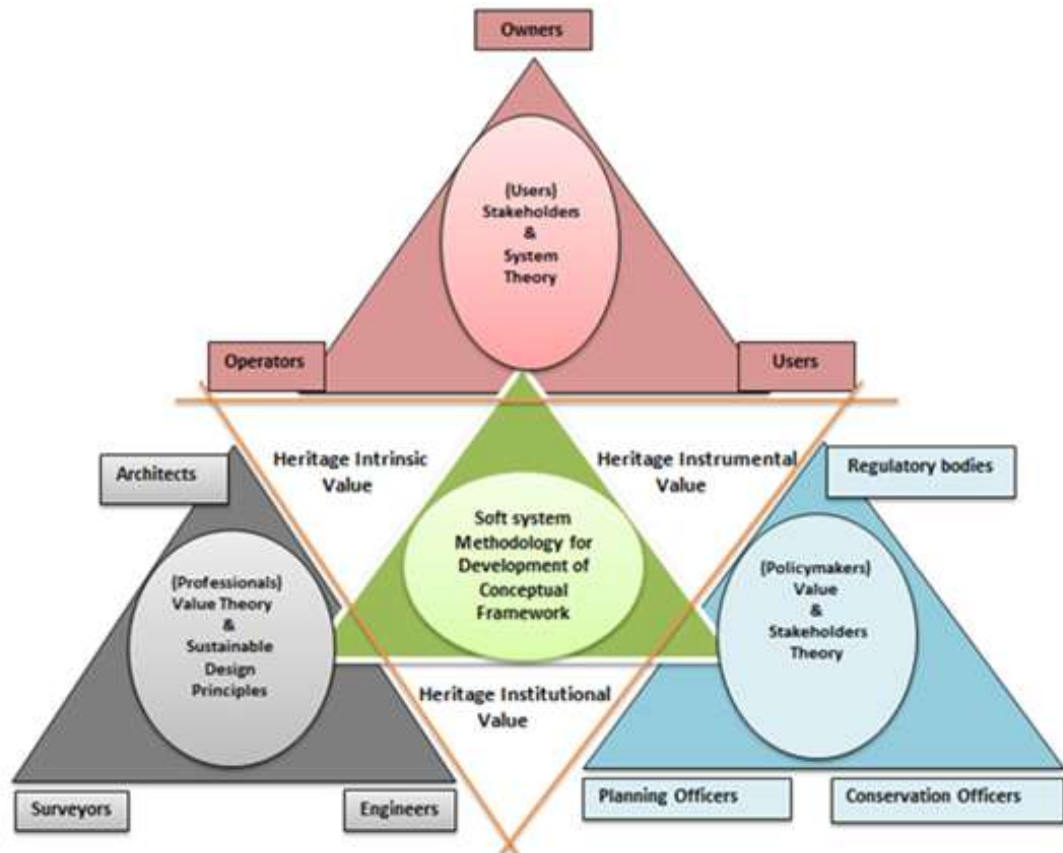 Owners
(Users)
Stakeholders
&
System
Theory
Operators
Users
Heritage Intrinsic
Value
Heritage Instrumental
Value
Architects
Regulatory bodies
Soft system
Methodology for
Development of
Conceptual
Framework
(Professionals)
Value Theory
&
Sustainable
Design
Principles
(Policymakers)
Value
&
Stakeholders
Theory
Heritage Institutional
Value
Surveyors
Engineers
Planning Officers
Conservation Officers